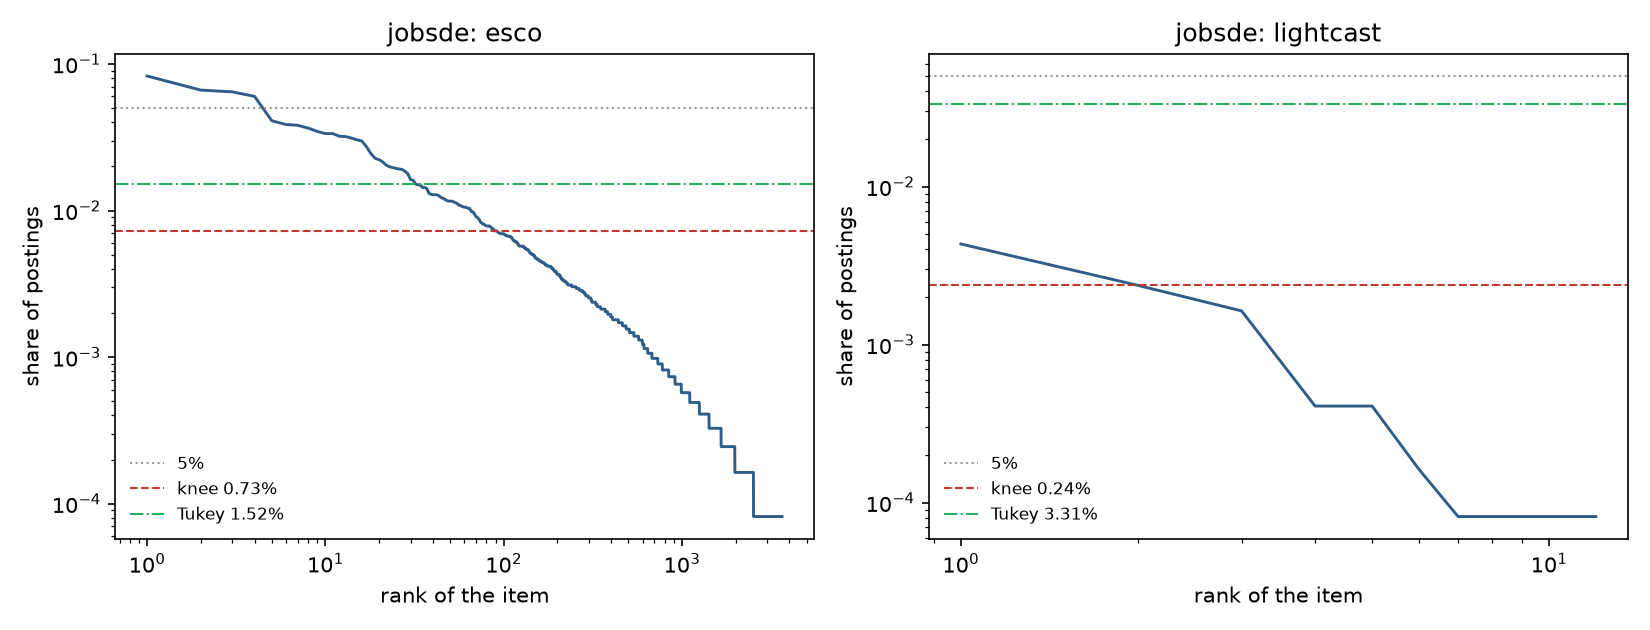 jobsde: esco
share of postings
10⁻¹
10⁻²
10⁻³
10⁻⁴
5%
knee 0.73%
Tukey 1.52%
10⁰ 10¹ 10² 10³
rank of the item
jobsde: lightcast
share of postings
10⁻²
10⁻³
10⁻⁴
5%
knee 0.24%
Tukey 3.31%
10⁰ 10¹
rank of the item